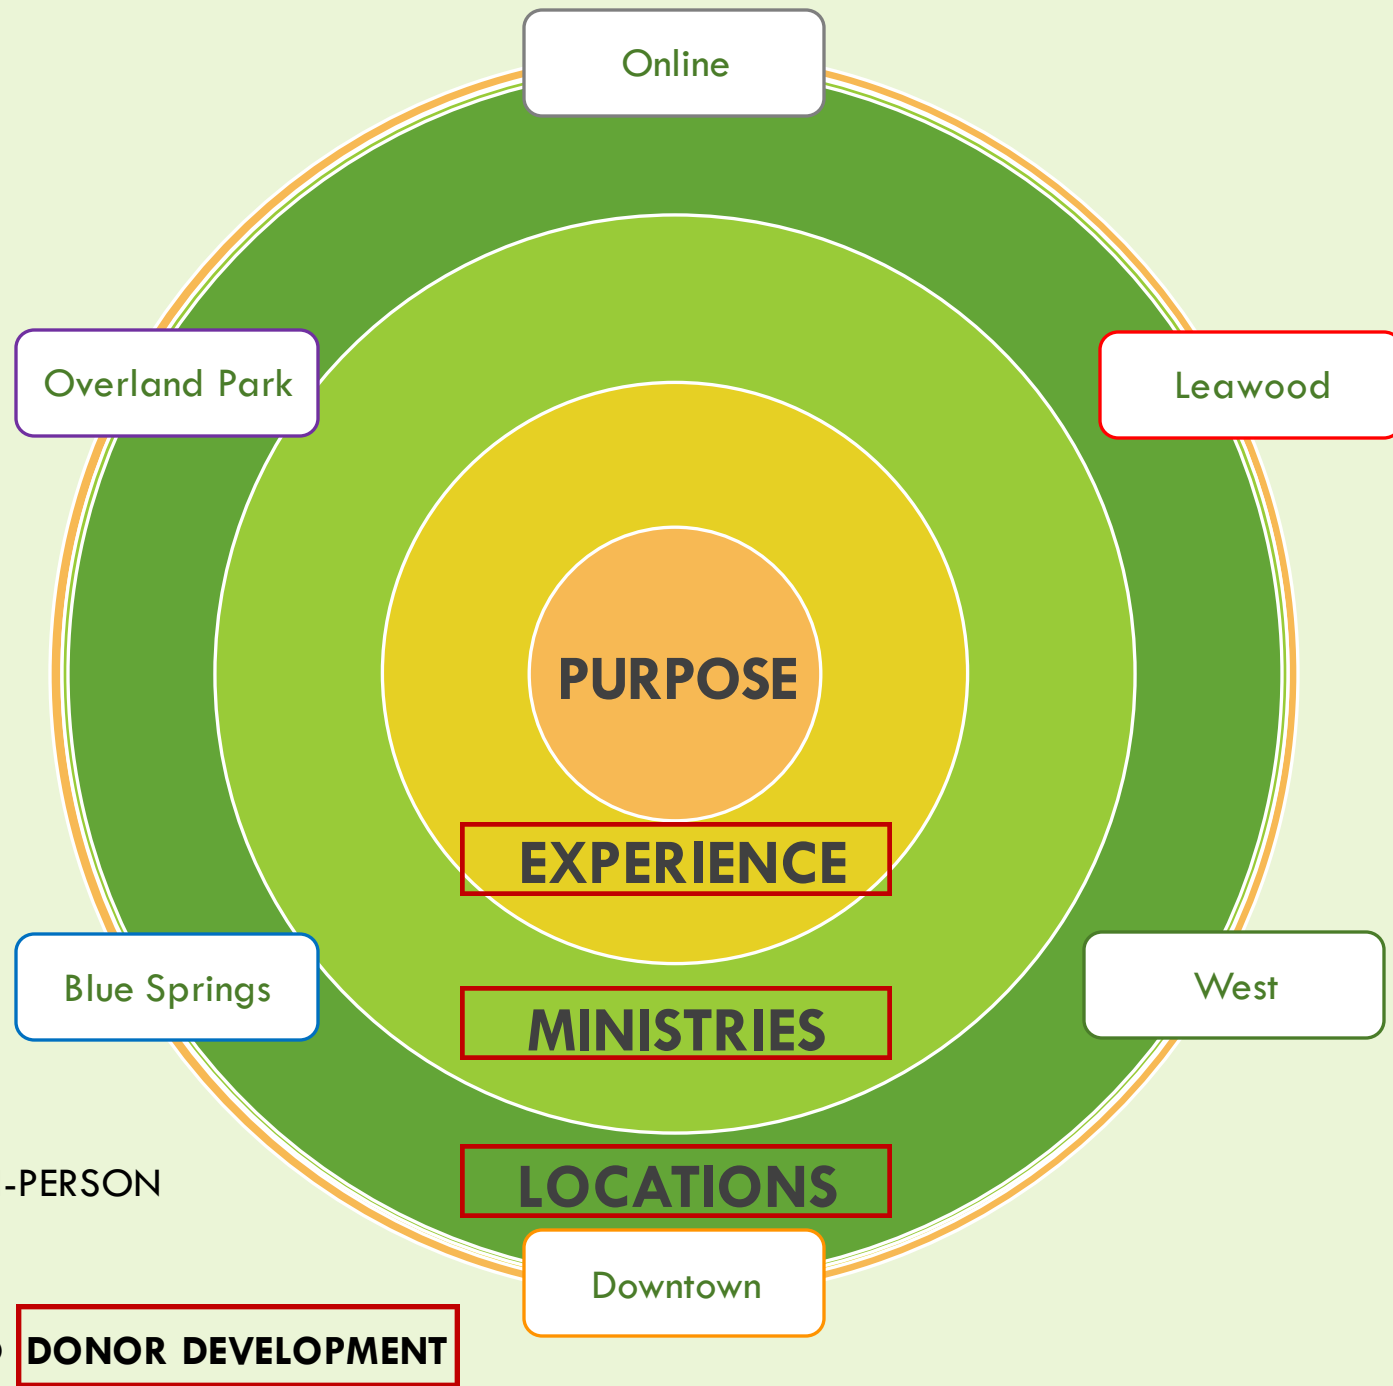 Online
Overland Park
Leawood
PURPOSE
EXPERIENCE
Blue Springs
West
MINISTRIES
-PERSON
LOCATIONS
Downtown
DONOR DEVELOPMENT